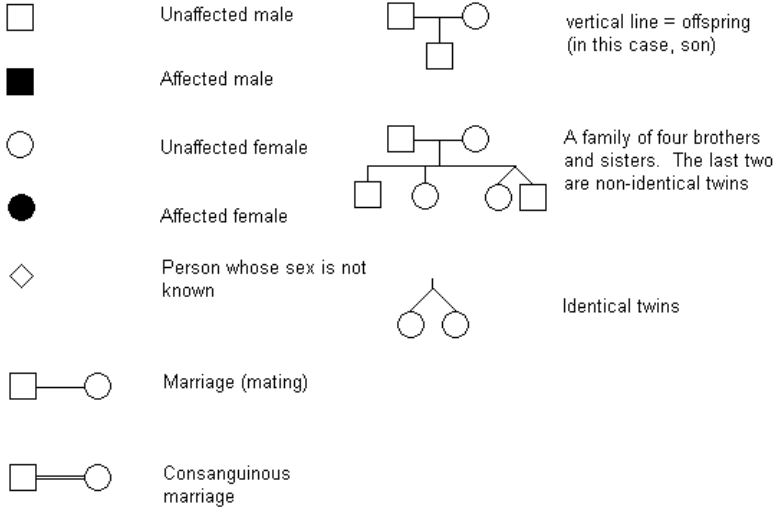 Unaffected male
Affected male
Unaffected female
Affected female
Person whose sex is not
known
Marriage (mating)
Consanguinous
marriage
vertical line = offspring
(in this case, son)
A family of four brothers
and sisters.  The last two
are non-identical twins
Identical twins